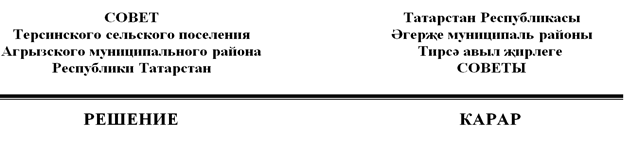 СОВЕТ
Терсинского сельского поселения
Агрызского муниципального района
Республики Татарстан
Татарстан Республикасы
Әгерҗе муниципаль районы
Тирсә авыл җирлеге
СОВЕТЫ
РЕШЕНИЕ
КАРАР